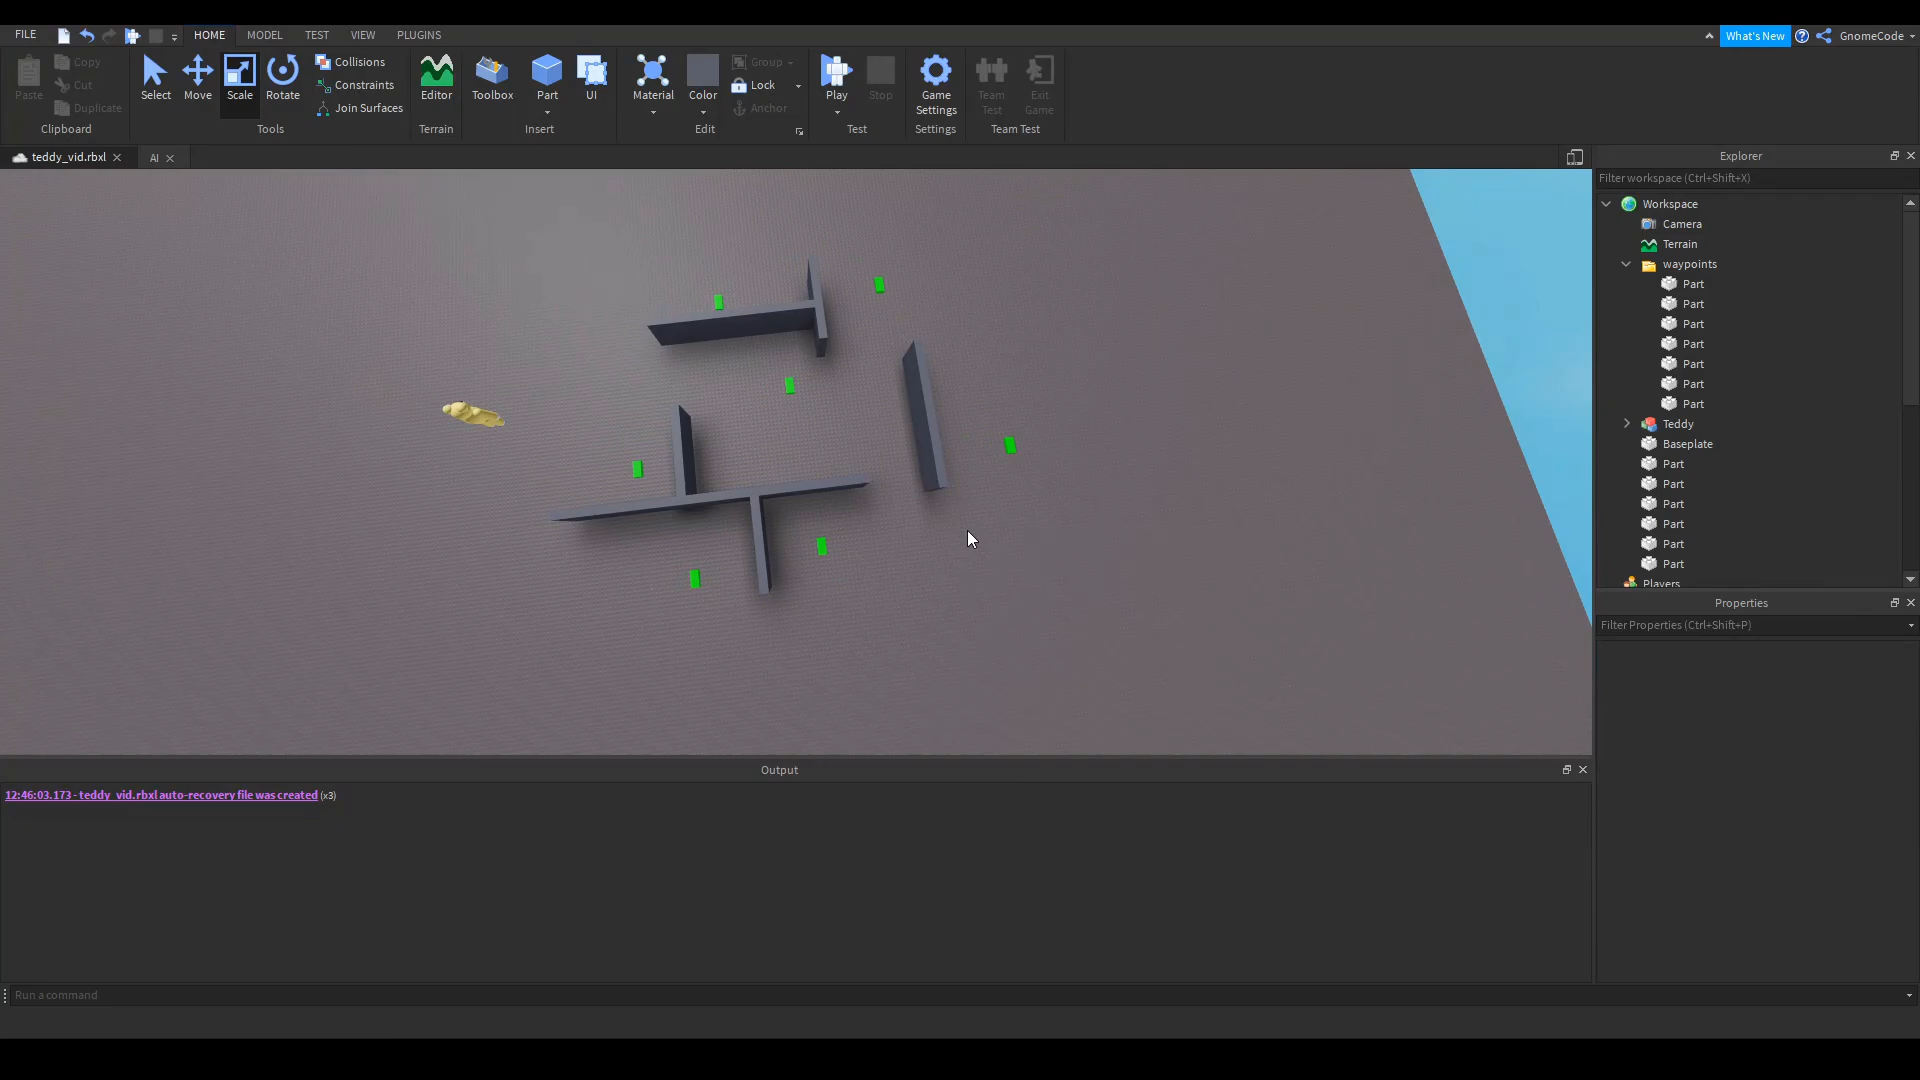 FILE HOME MODEL TEST VIEW PLUGINS What's New GnomeCode
Paste Copy Cut Duplicate Clipboard
Select Move Scale Rotate Collisions Constraints Join Surfaces Tools
Editor Terrain
Toolbox Part UI Insert
Material Color Group Lock Anchor Edit
Play Stop Test
Game Settings Settings
Team Test Exit Game Team Test
teddy_vid.rbxl AI
Explorer
Filter workspace (Ctrl+Shift+X)
Workspace
Camera
Terrain
waypoints
Part
Part
Part
Part
Part
Part
Part
Teddy
Baseplate
Part
Part
Part
Part
Part
Part
Players
Properties
Filter Properties (Ctrl+Shift+P)
Output
12:46:03.173 - teddy_vid.rbxl auto-recovery file was created (x3)
Run a command